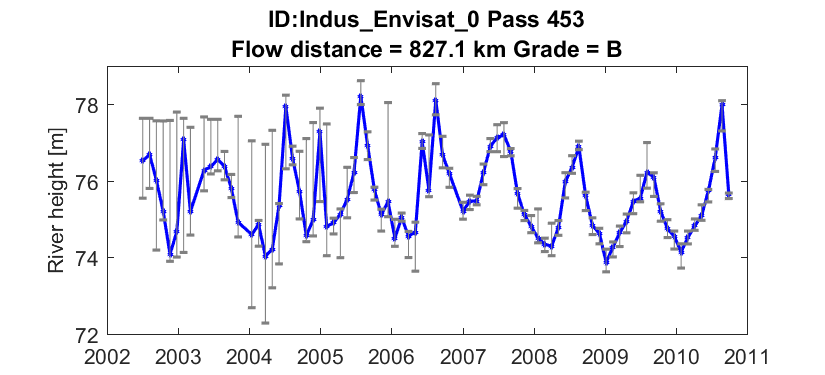 ID:Indus_Envisat_0 Pass 453
Flow distance = 827.1 km Grade = B
River height [m]
78
76
74
72
2002 2003 2004 2005 2006 2007 2008 2009 2010 2011